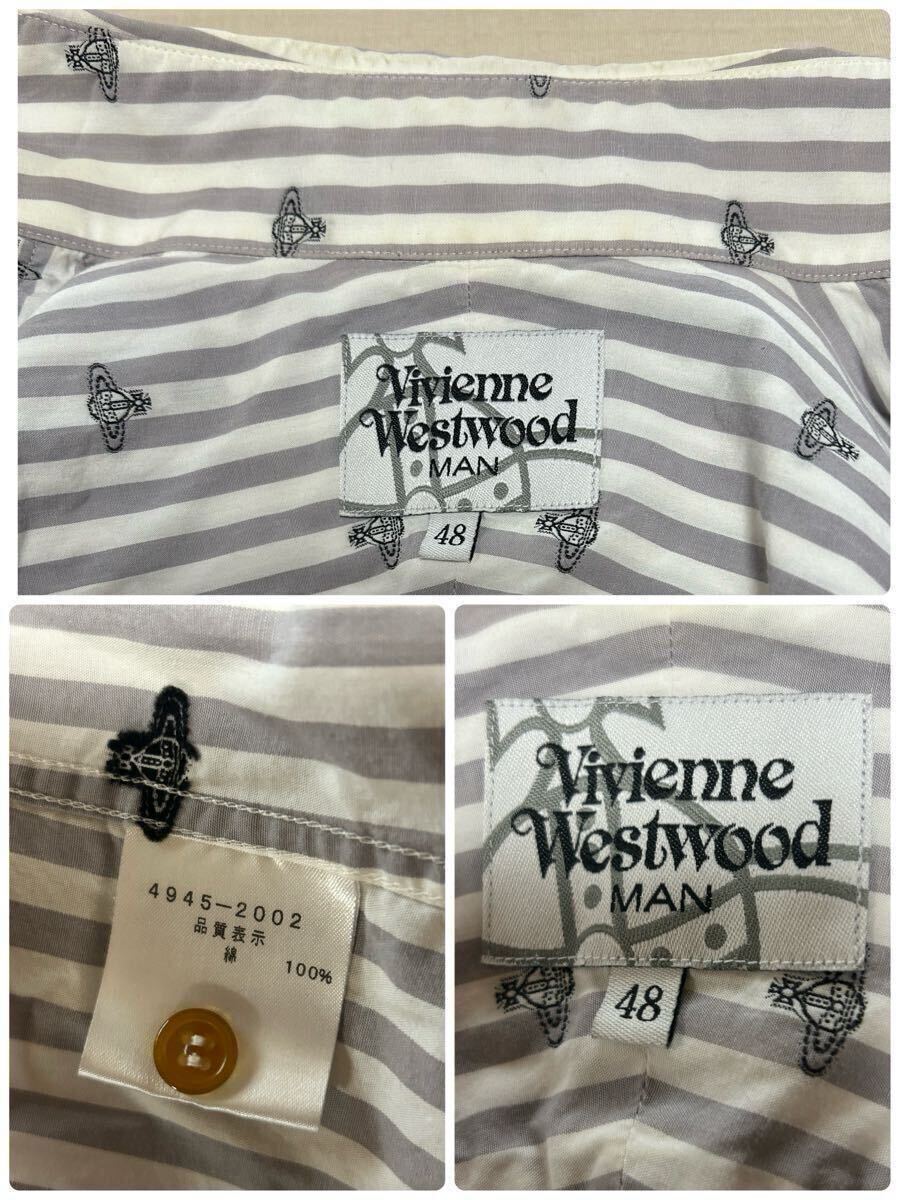 Vivienne
Westwood
MAN
48
4945-2002
品質表示
綿 100%
Vivienne
Westwood
MAN
48